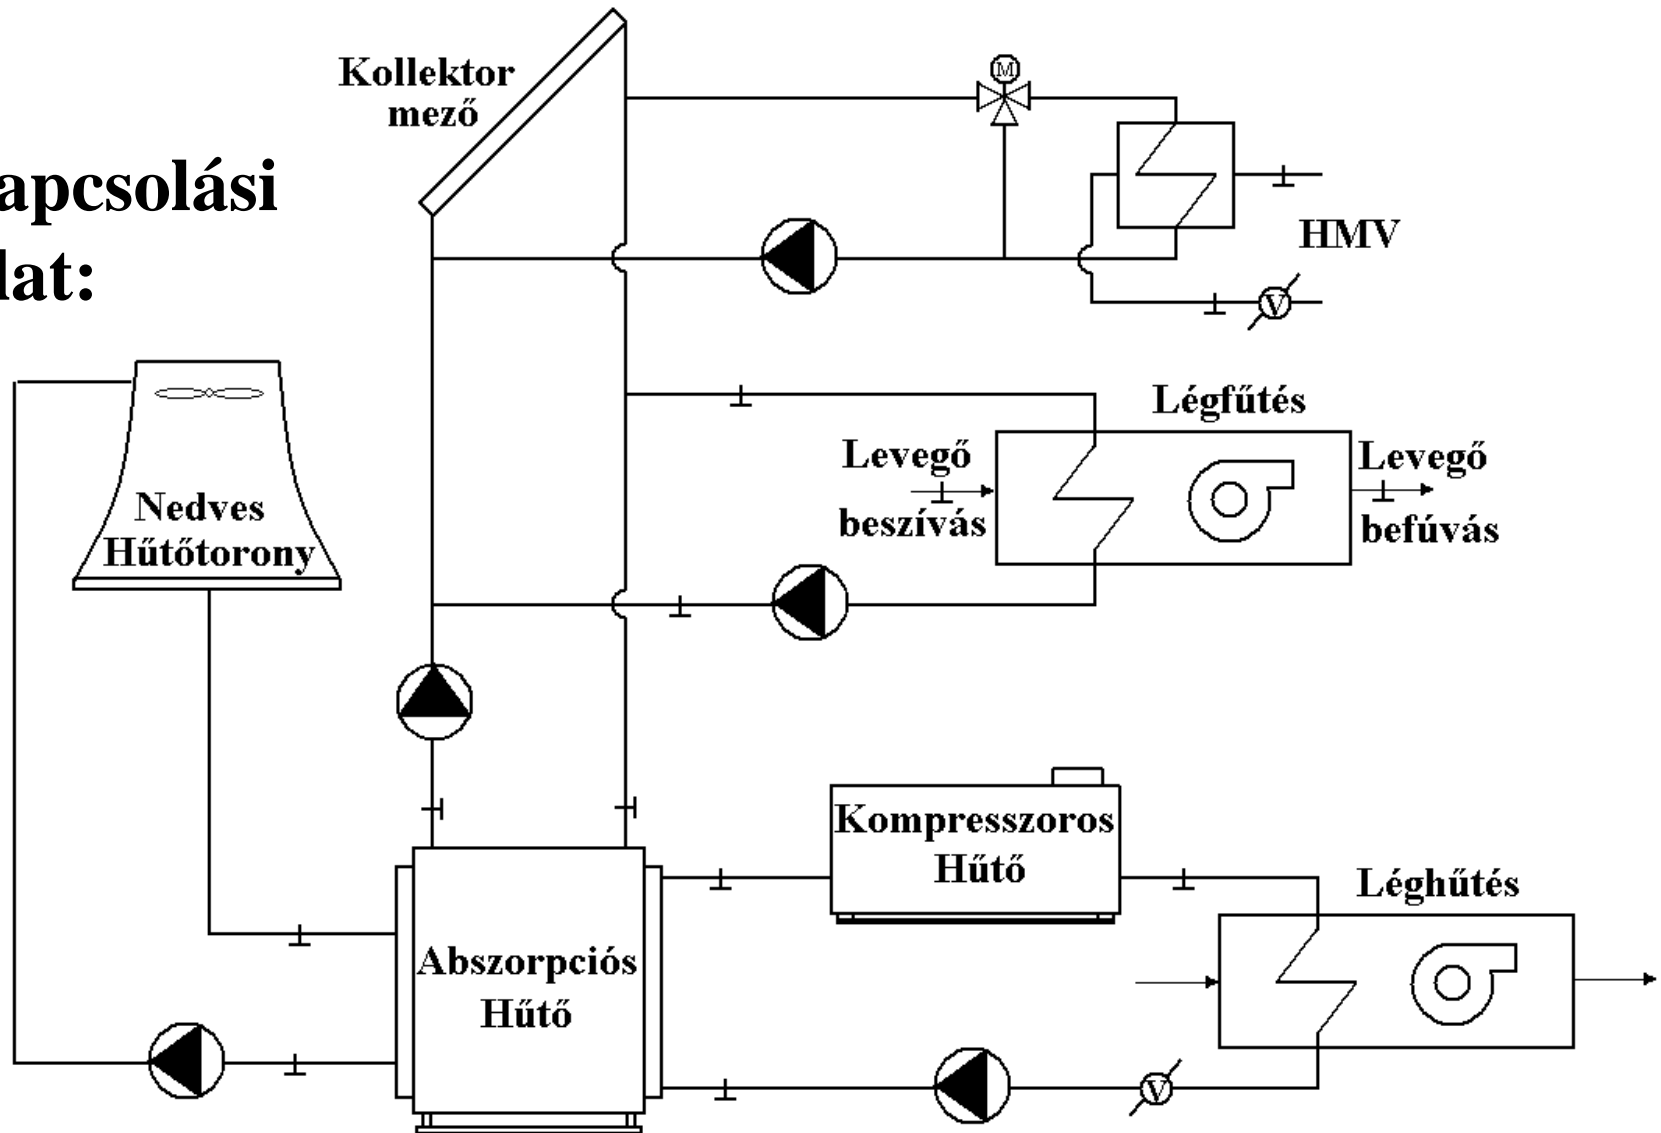 apcsolási
lat:
Kollektor
mező
M
HMV
V
Nedves
Hűtőtorony
Légfűtés
Levegő
beszívás
Levegő
befúvás
Kompresszoros
Hűtő
Abszorpciós
Hűtő
Léghűtés
V